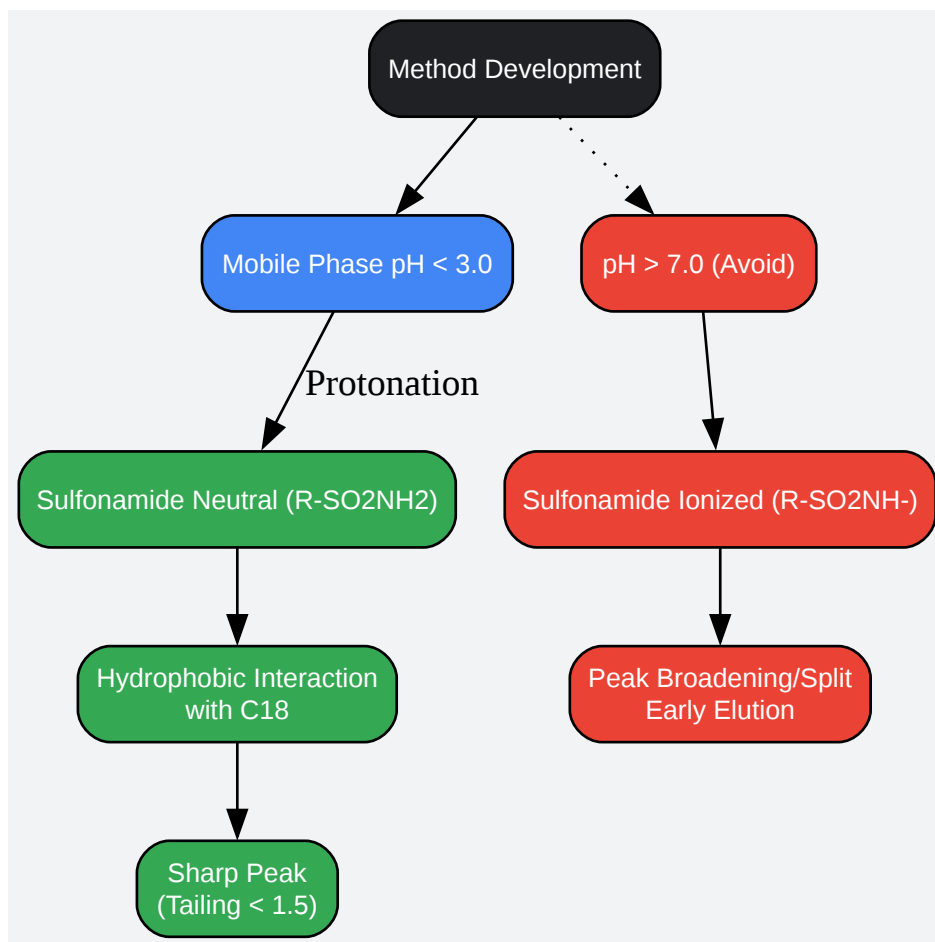 Method Development
Mobile Phase pH < 3.0
pH > 7.0 (Avoid)
Protonation
Sulfonamide Neutral (R-SO2NH2)
Sulfonamide Ionized (R-SO2NH-)
Hydrophobic Interaction
with C18
Peak Broadening/Split
Early Elution
Sharp Peak
(Tailing < 1.5)